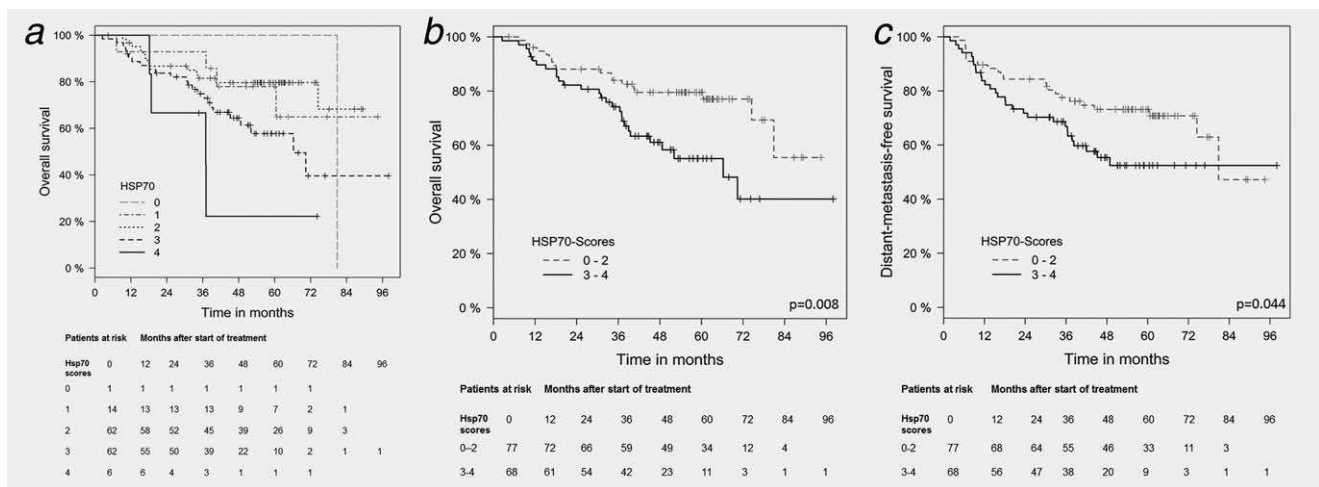 a
Overall survival
100 %
80 %
60 %
40 %
20 %
0 %
HSP70
0
1
2
3
4
0 12 24 36 48 60 72 84 96
Time in months
Patients at risk Months after start of treatment
Hsp70 scores 0 12 24 36 48 60 72 84 96
0 1 1 1 1 1 1 1
1 14 13 13 13 9 7 2 1
2 62 58 52 45 39 26 9 3
3 62 55 50 39 22 10 2 1 1
4 6 6 4 3 1 1 1
b
Overall survival
100 %
80 %
60 %
40 %
20 %
0 %
HSP70-Scores
0 - 2
3 - 4
p=0.008
0 12 24 36 48 60 72 84 96
Time in months
Patients at risk Months after start of treatment
Hsp70 scores 0 12 24 36 48 60 72 84 96
0–2 77 72 66 59 49 34 12 4
3-4 68 61 54 42 23 11 3 1 1
c
Distant-metastasis-free survival
100 %
80 %
60 %
40 %
20 %
0 %
HSP70-Scores
0 - 2
3 - 4
p=0.044
0 12 24 36 48 60 72 84 96
Time in months
Patients at risk Months after start of treatment
Hsp70 scores 0 12 24 36 48 60 72 84 96
0-2 77 68 64 55 46 33 11 3
3-4 68 56 47 38 20 9 3 1 1